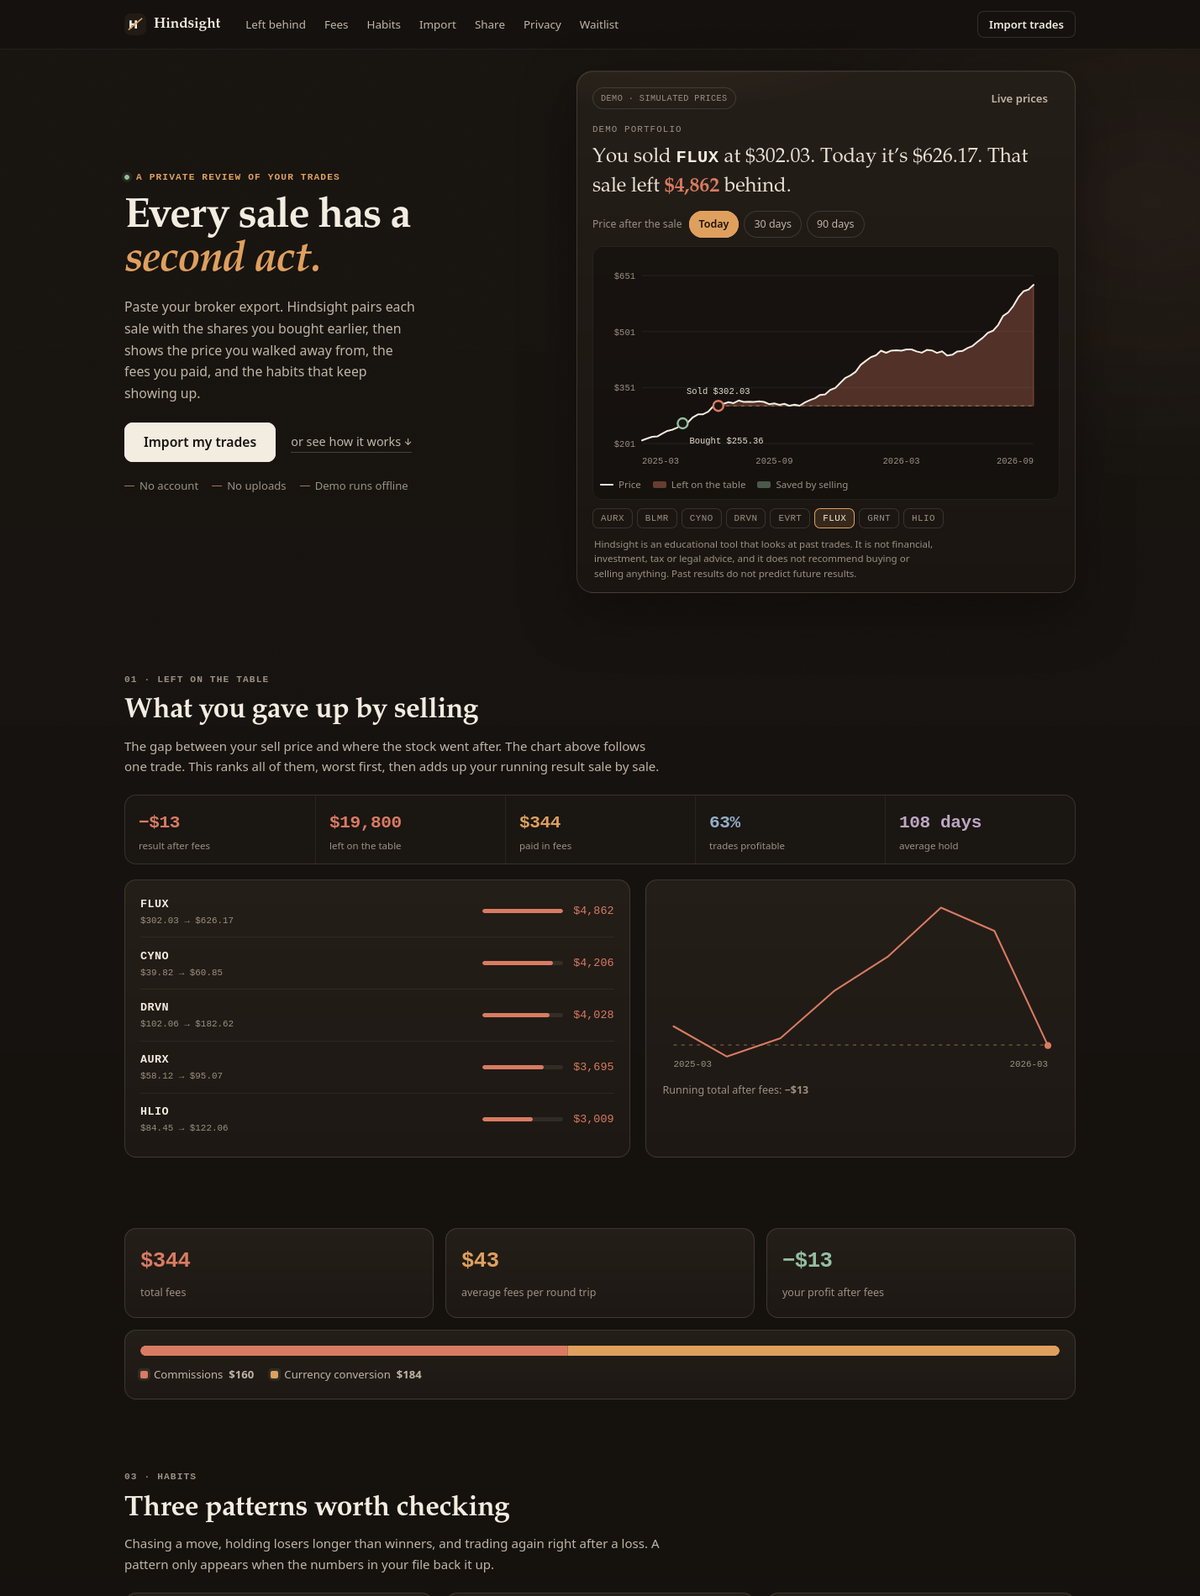 Hindsight
Left behind
Fees
Habits
Import
Share
Privacy
Waitlist
Import trades
A PRIVATE REVIEW OF YOUR TRADES
Every sale has a
second act.
Paste your broker export. Hindsight pairs each
sale with the shares you bought earlier, then
shows the price you walked away from, the
fees you paid, and the habits that keep
showing up.
Import my trades
or see how it works ↓
— No account
— No uploads
— Demo runs offline
DEMO · SIMULATED PRICES
Live prices
DEMO PORTFOLIO
You sold FLUX at $302.03. Today it’s $626.17. That
sale left $4,862 behind.
Price after the sale
Today
30 days
90 days
$651
$501
$351
$201
Sold $302.03
Bought $255.36
2025-03
2025-09
2026-03
2026-09
Price
Left on the table
Saved by selling
AURX
BLMR
CYNO
DRVN
EVRT
FLUX
GRNT
HLIO
Hindsight is an educational tool that looks at past trades. It is not financial,
investment, tax or legal advice, and it does not recommend buying or
selling anything. Past results do not predict future results.
01 · LEFT ON THE TABLE
What you gave up by selling
The gap between your sell price and where the stock went after. The chart above follows
one trade. This ranks all of them, worst first, then adds up your running result sale by sale.
−$13
result after fees
$19,800
left on the table
$344
paid in fees
63%
trades profitable
108 days
average hold
FLUX
$302.03 → $626.17
$4,862
CYNO
$39.82 → $60.85
$4,206
DRVN
$102.06 → $182.62
$4,028
AURX
$58.12 → $95.07
$3,695
HLIO
$84.45 → $122.06
$3,009
2025-03
2026-03
Running total after fees: −$13
$344
total fees
$43
average fees per round trip
−$13
your profit after fees
Commissions $160
Currency conversion $184
03 · HABITS
Three patterns worth checking
Chasing a move, holding losers longer than winners, and trading again right after a loss. A
pattern only appears when the numbers in your file back it up.